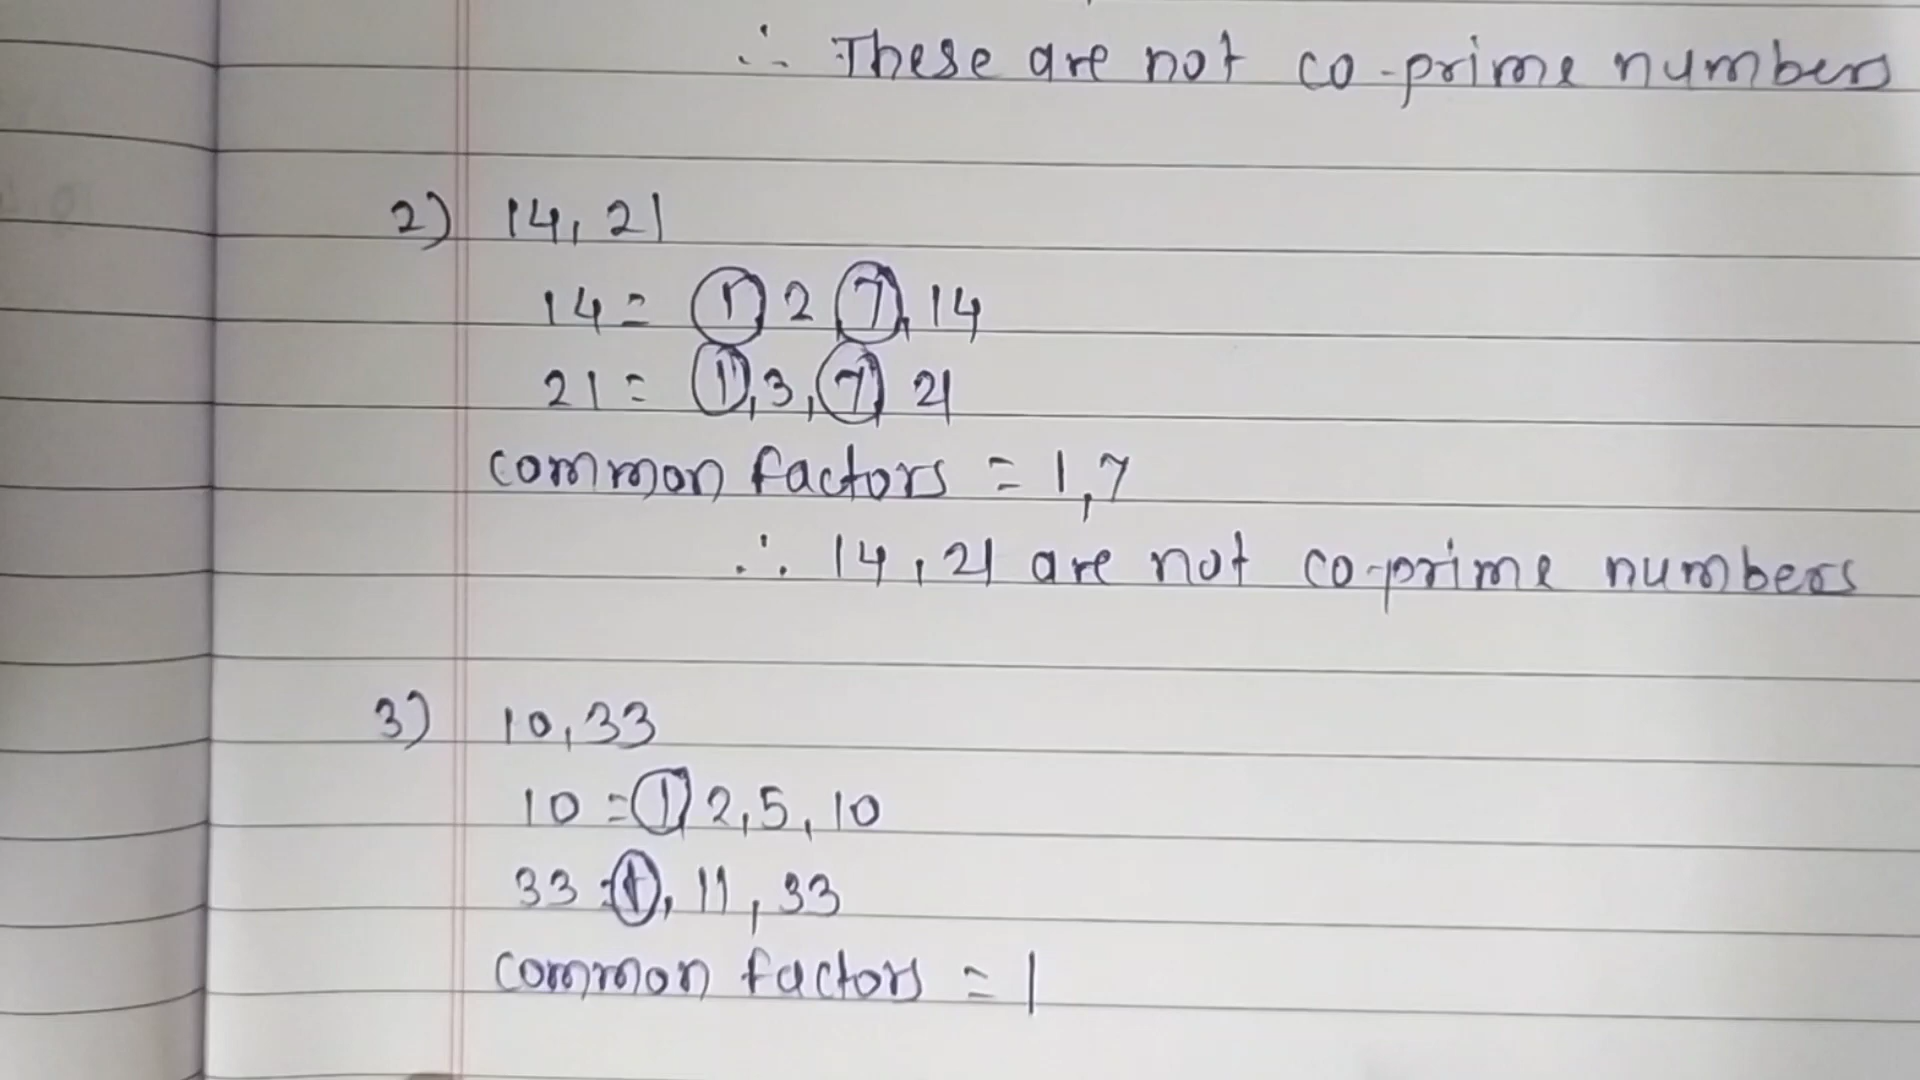 ∴ These are not co-prime numbers
2) 14, 21
14 = 1, 2, 7, 14
21 = 1, 3, 7, 21
common factors = 1, 7
∴ 14, 21 are not co-prime numbers
3) 10, 33
10 = 1, 2, 5, 10
33 = 1, 11, 33
common factors = 1